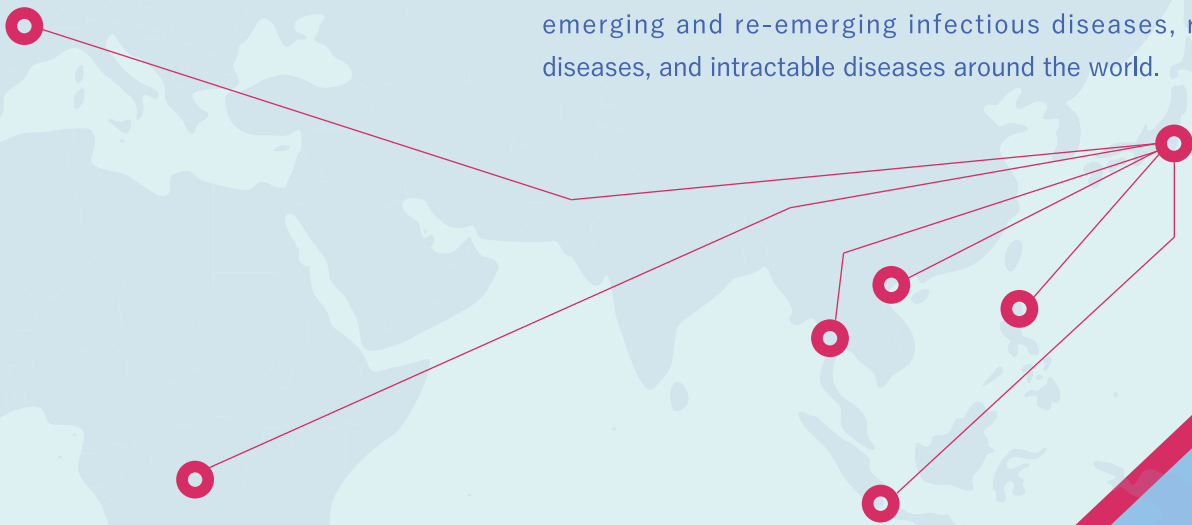 emerging and re-emerging infectious diseases,
diseases, and intractable diseases around the world.